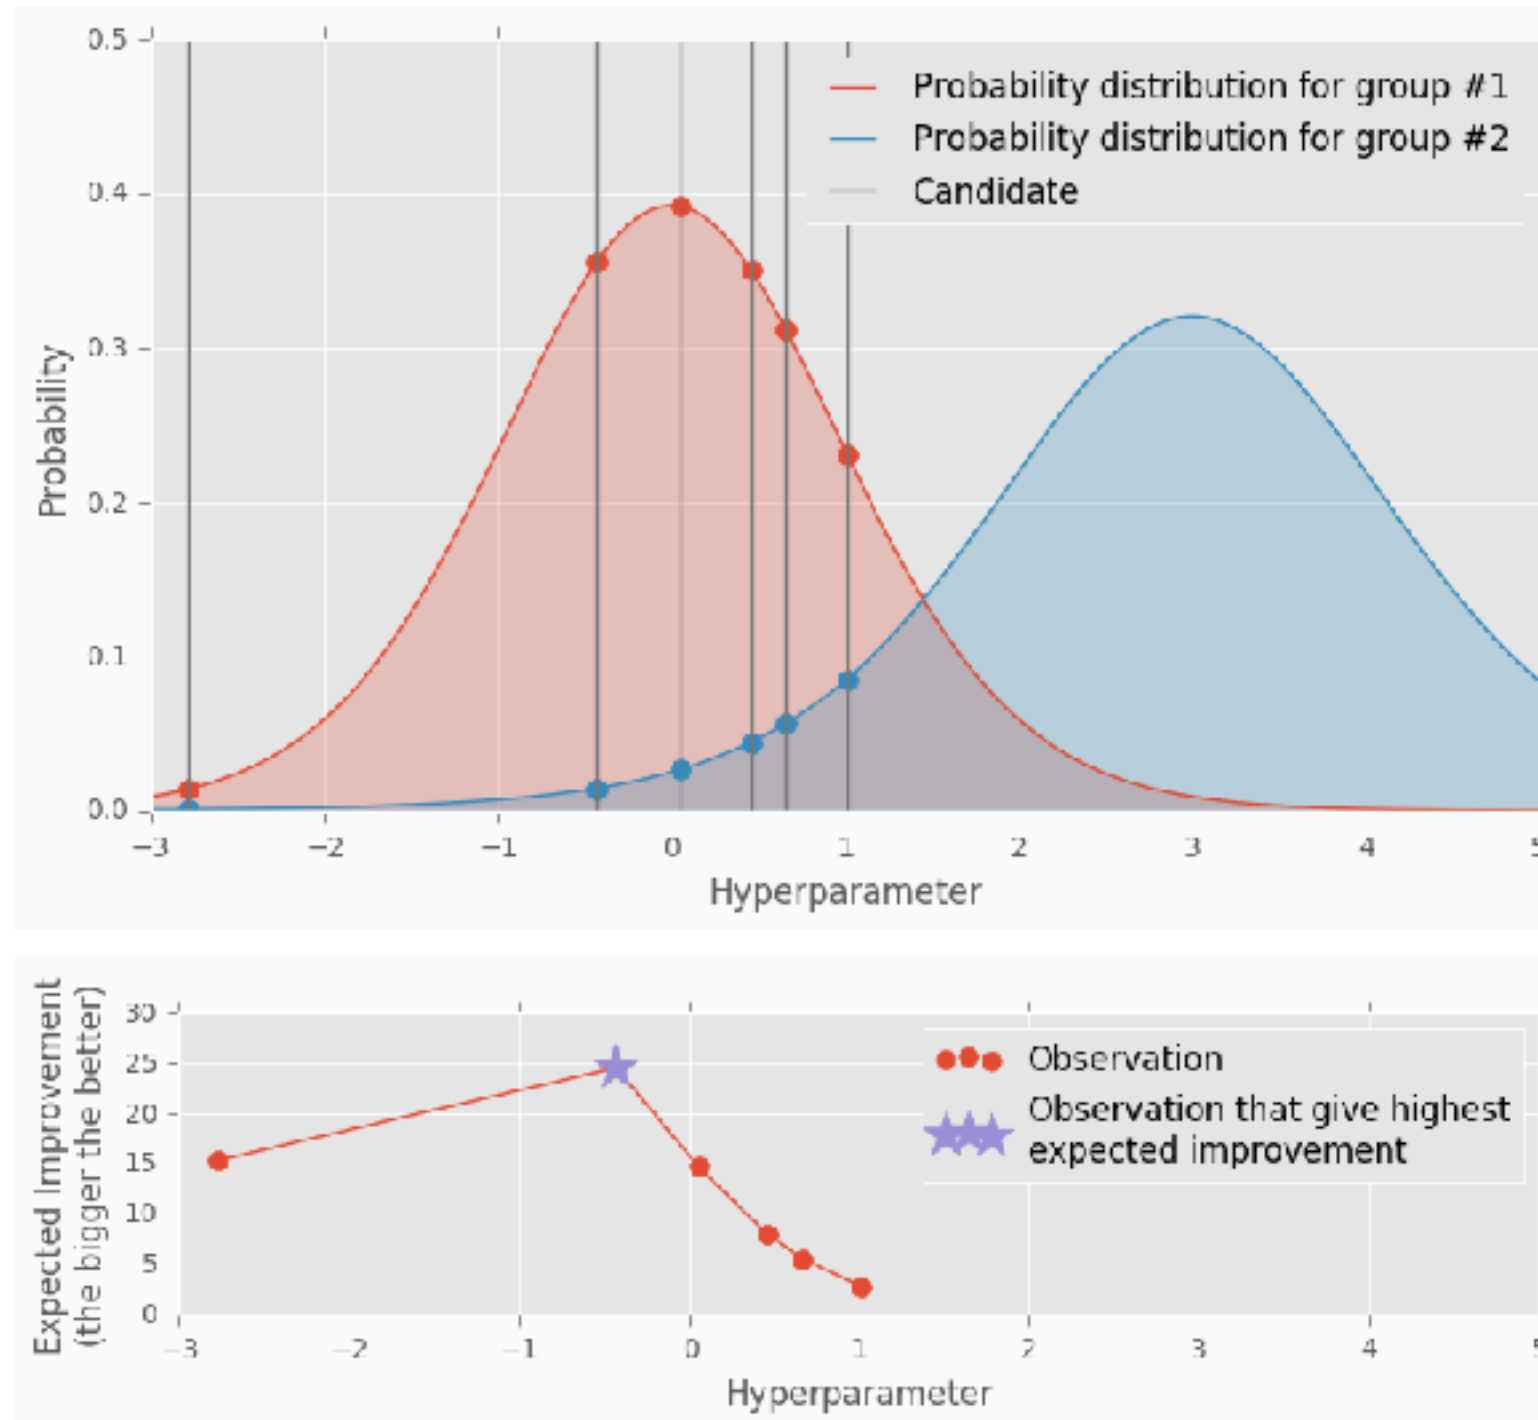 0.5
0.4
0.3
0.2
0.1
0.0
Probability
Probability distribution for group #1
Probability distribution for group #2
Candidate
−3 −2 −1 0 1 2 3 4
Hyperparameter
30
25
20
15
10
5
0
Expected Improvement
(the bigger the better)
Observation
Observation that give highest
expected improvement
−3 −2 −1 0 1 2 3 4
Hyperparameter